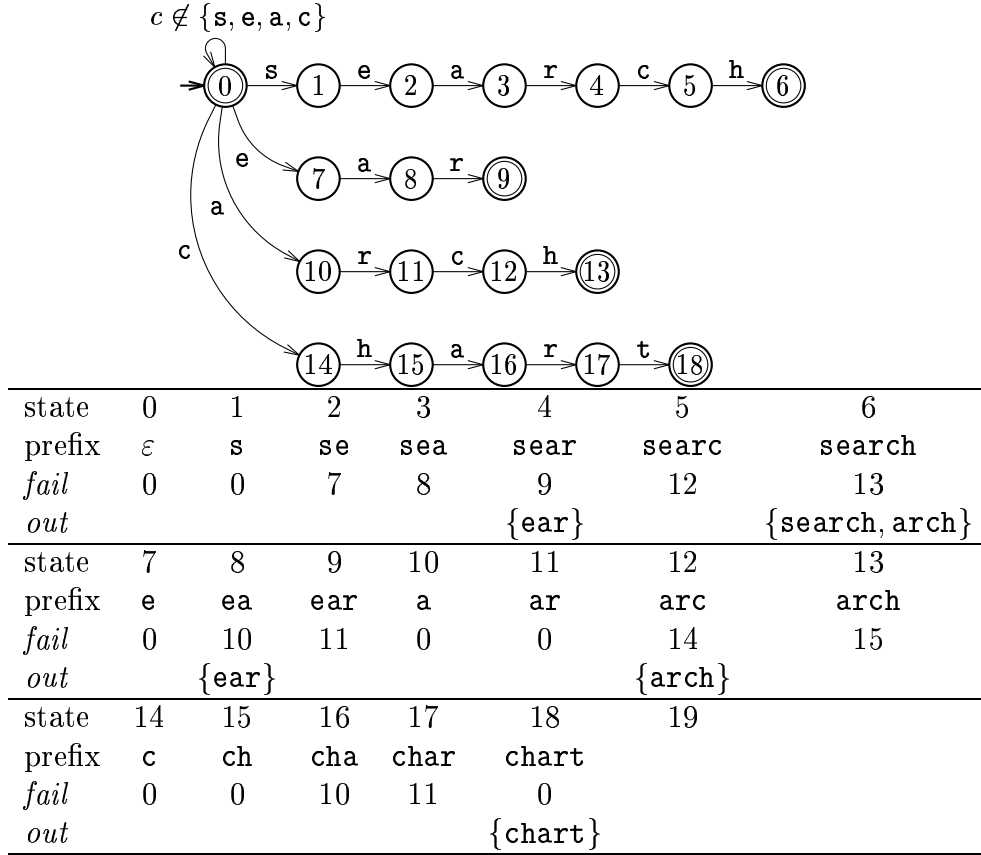 c ∉ {s, e, a, c}
0 s 1 e 2 a 3 r 4 c 5 h 6
e 7 a 8 r 9
a 10 r 11 c 12 h 13
c 14 h 15 a 16 r 17 t 18
state 0 1 2 3 4 5 6
prefix ε s se sea sear searc search
fail 0 0 7 8 9 12 13
out {ear} {search, arch}
state 7 8 9 10 11 12 13
prefix e ea ear a ar arc arch
fail 0 10 11 0 0 14 15
out {ear} {arch}
state 14 15 16 17 18 19
prefix c ch cha char chart
fail 0 0 10 11 0
out {chart}